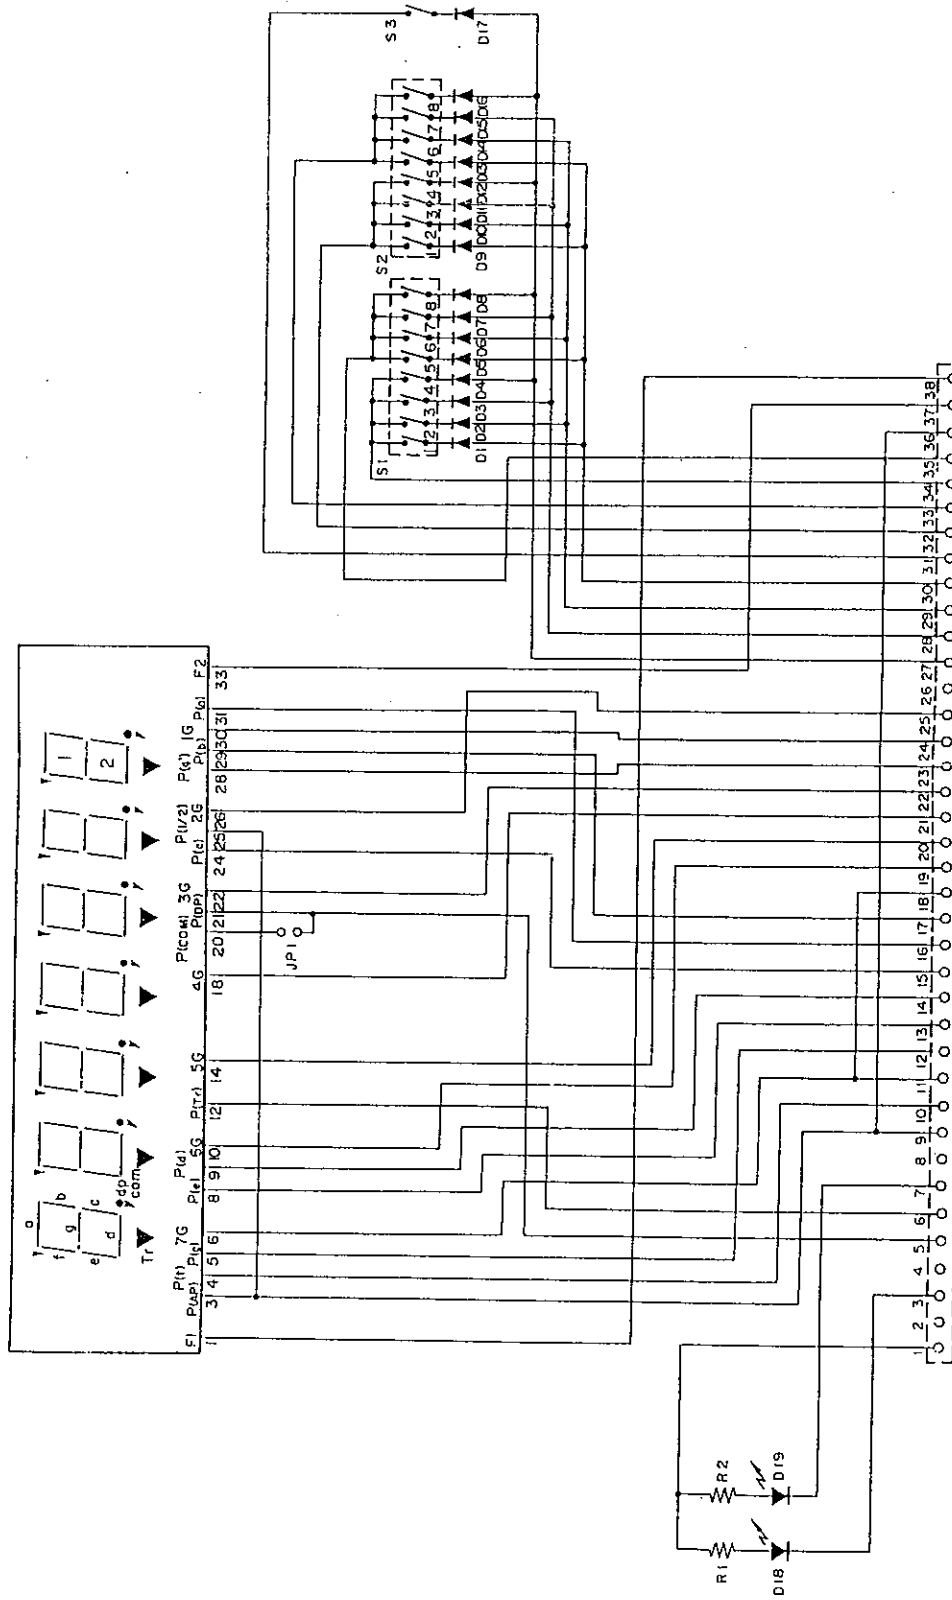 S3
D17
S2
1 2 3 4 5 6 7 8
D9 D10 D11 D12 D13 D14 D15 D16
S1
1 2 3 4 5 6 7 8
D1 D2 D3 D4 D5 D6 D7 D8
a
b
c
d
e
f
g
dp
com
Tr
1
2
F1 P(AP) P(f) P(g) 7G P(e) P(d) 6G P(Tr) 5G 4G P(COM) P(DP) 3G P(c) P(1/2) 2G P(a') P(b) 1G P(a) F2
1 3 4 5 6 8 9 10 12 14 18 20 21 22 24 25 26 28 29 30 31 33
JP1
R1
R2
D18
D19
1 2 3 4 5 6 7 8 9 10 11 12 13 14 15 16 17 18 19 20 21 22 23 24 25 26 27 28 29 30 31 32 33 34 35 36 37 38